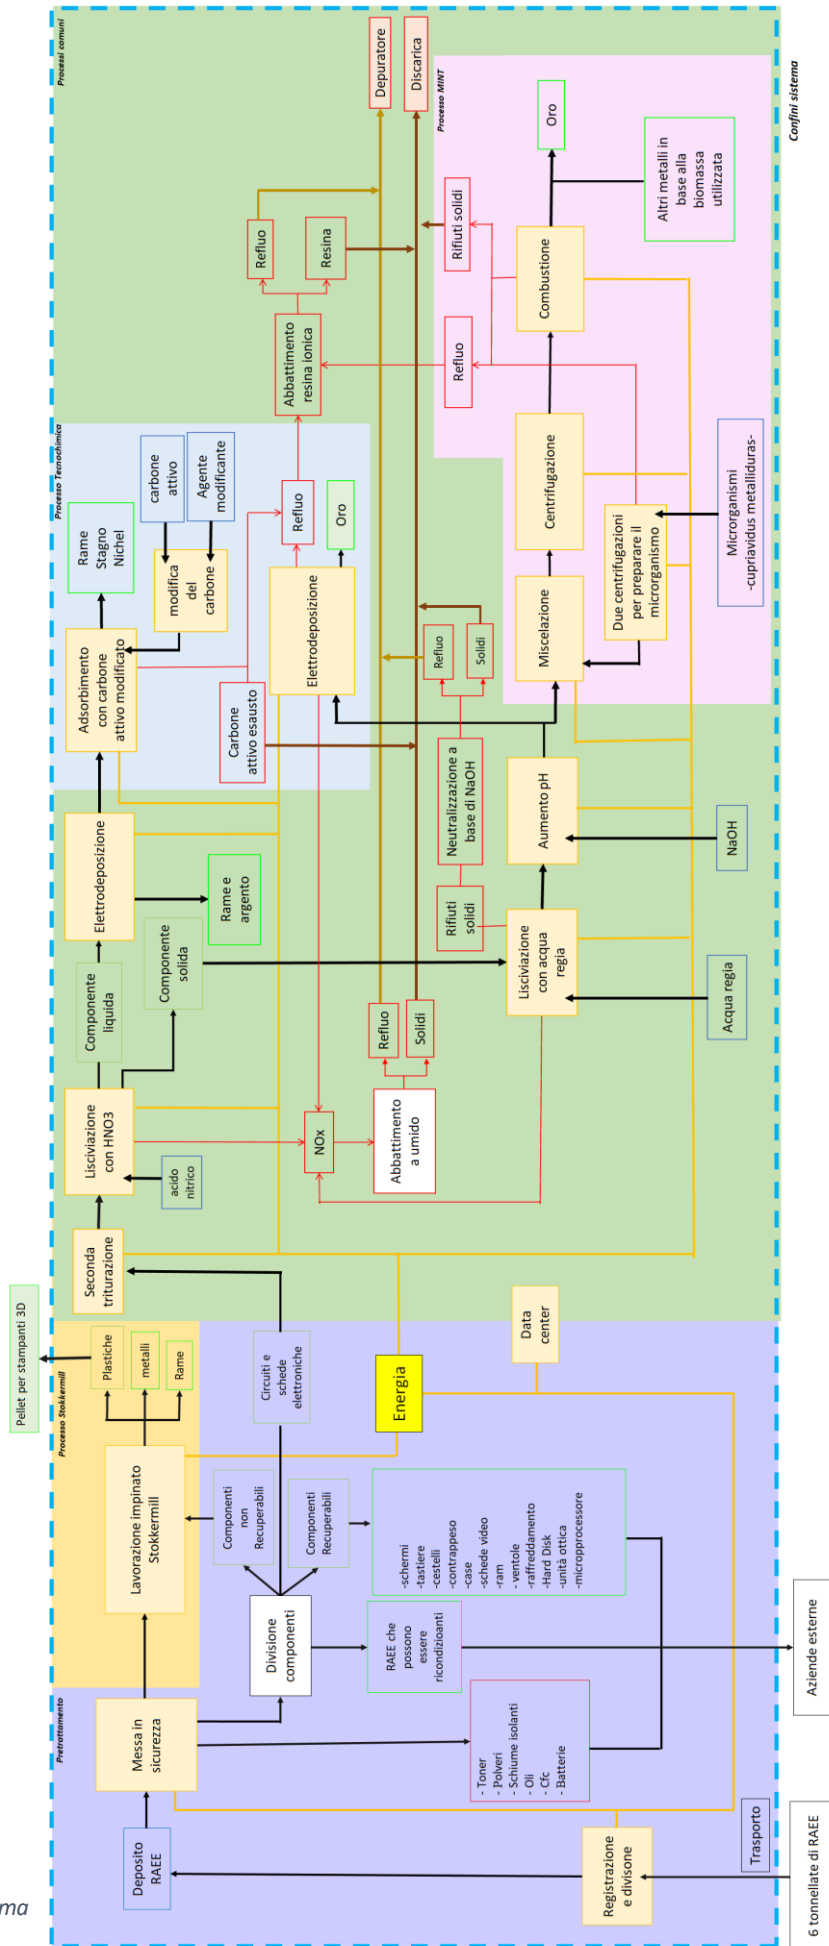 6 tonnellate di RAEE
Trasporto
Registrazione
e divisone
Pretrattamento
Deposito
RAEE
Messa in
sicurezza
- Toner
- Polveri
- Schiume isolanti
- Oli
- Cfc
- Batterie
RAEE che
possono
essere
ricondizioanti
Divisione
componenti
Aziende esterne
Componenti
non
Recuperabili
Componenti
Recuperabili
-schermi
-tastiere
-cestelli
-contrappeso
-case
-schede video
-ram
- ventole
-raffreddamento
-Hard Disk
-unità ottica
-micropprocessore
Processo Stokkermill
Lavorazione impinato
Stokkermill
Plastiche
metalli
Rame
Pellet per stampanti 3D
Circuiti e
schede
elettroniche
Energia
Data
center
Processi comuni
Seconda
triturazione
acido
nitrico
Lisciviazione
con HNO3
Componente
liquida
Componente
solida
Elettrodeposizione
Rame e
argento
NOx
Abbattimento
a umido
Refluo
Solidi
Lisciviazione
con acqua
regia
Acqua regia
Rifiuti
solidi
Neutralizzazione a
base di NaOH
Refluo
Solidi
Aumento pH
NaOH
Processo Tecnochimica
Adsorbimento
con carbone
attivo modificato
Rame
Stagno
Nichel
modifica
del
carbone
carbone
attivo
Agente
modificante
Carbone
attivo esausto
Elettrodeposizione
Refluo
Oro
Abbattimento
resina ionica
Refluo
Resina
Depuratore
Discarica
Processo MINT
Miscelazione
Due centrifugazioni
per preparare il
microrganismo
Microrganismi
-cupriavidus metalliduras-
Centrifugazione
Combustione
Refluo
Rifiuti solidi
Oro
Altri metalli in
base alla
biomassa
utilizzata
Confini sistema
ma